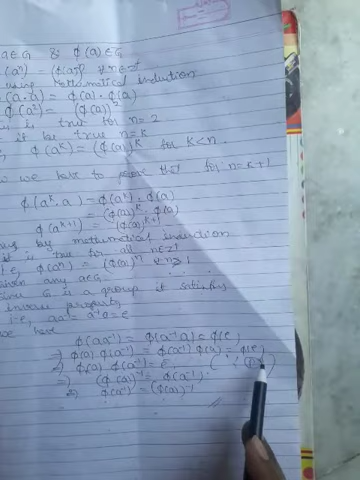 a∈G & φ(a)∈G
(aⁿ) = (φ(a))ⁿ ∀ n∈ℤ⁺
using mathematical induction
(a.a) = φ(a).φ(a)
φ(a²) = (φ(a))²
is true for n=2
it be true n=k
φ(aᵏ) = (φ(a))ᵏ for k<n.
we have to prove that for n=k+1
φ(aᵏ.a) = φ(aᵏ).φ(a)
= (φ(a))ᵏ.φ(a)
φ(aᵏ⁺¹) = (φ(a))ᵏ⁺¹
by mathematical induction
it is true for all n∈ℤ⁺
i.e, φ(aⁿ) = (φ(a))ⁿ ∀ n≥1
given any a∈G.
G is a group it satisfies
inverse property
i.e, aa⁻¹ = a⁻¹a = e
we have
φ(aa⁻¹) = φ(a⁻¹a) = φ(e)
⇒ φ(a) φ(a⁻¹) = φ(a⁻¹) φ(a) = φ(e)
⇒ φ(a) φ(a⁻¹) = e
⇒ (φ(a))⁻¹ = φ(a⁻¹).
⇒ φ(a⁻¹) = (φ(a))⁻¹